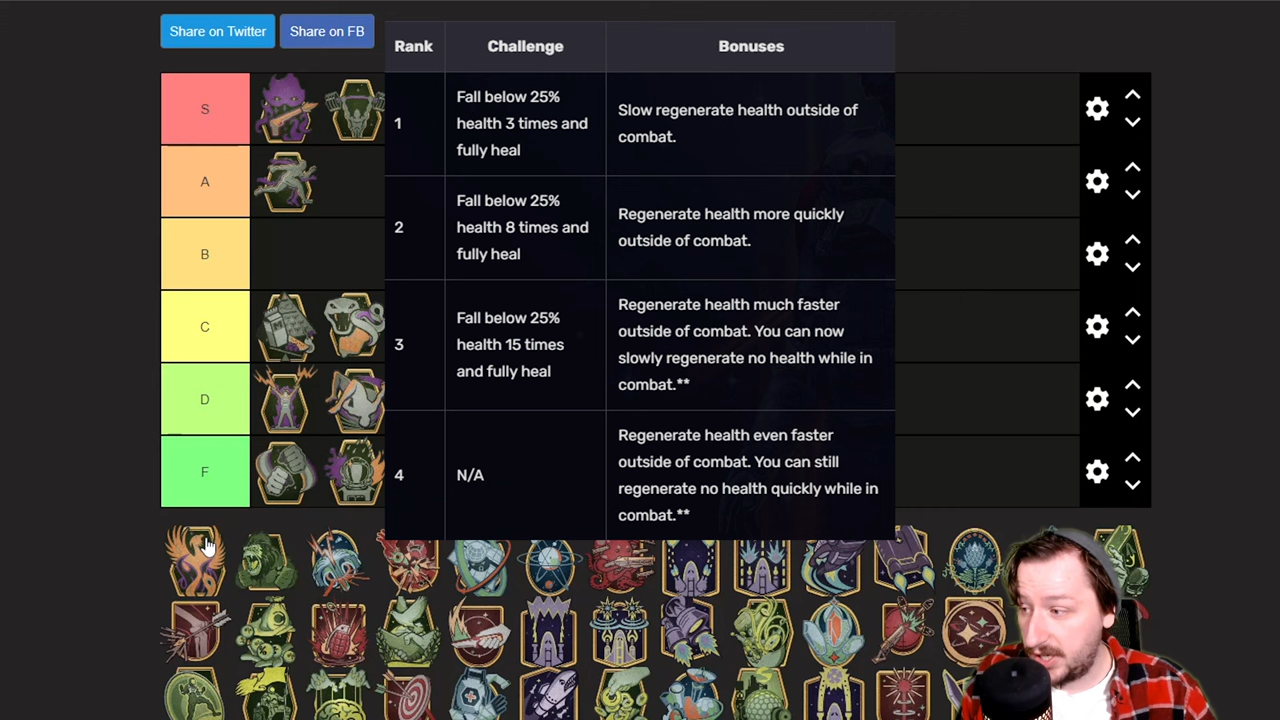 Share on Twitter
Share on FB
Rank
Challenge
Bonuses
1
Fall below 25%
health 3 times and
fully heal
Slow regenerate health outside of
combat.
2
Fall below 25%
health 8 times and
fully heal
Regenerate health more quickly
outside of combat.
3
Fall below 25%
health 15 times
and fully heal
Regenerate health much faster
outside of combat. You can now
slowly regenerate no health while in
combat.**
4
N/A
Regenerate health even faster
outside of combat. You can still
regenerate no health quickly while in
combat.**
S
A
B
C
D
F